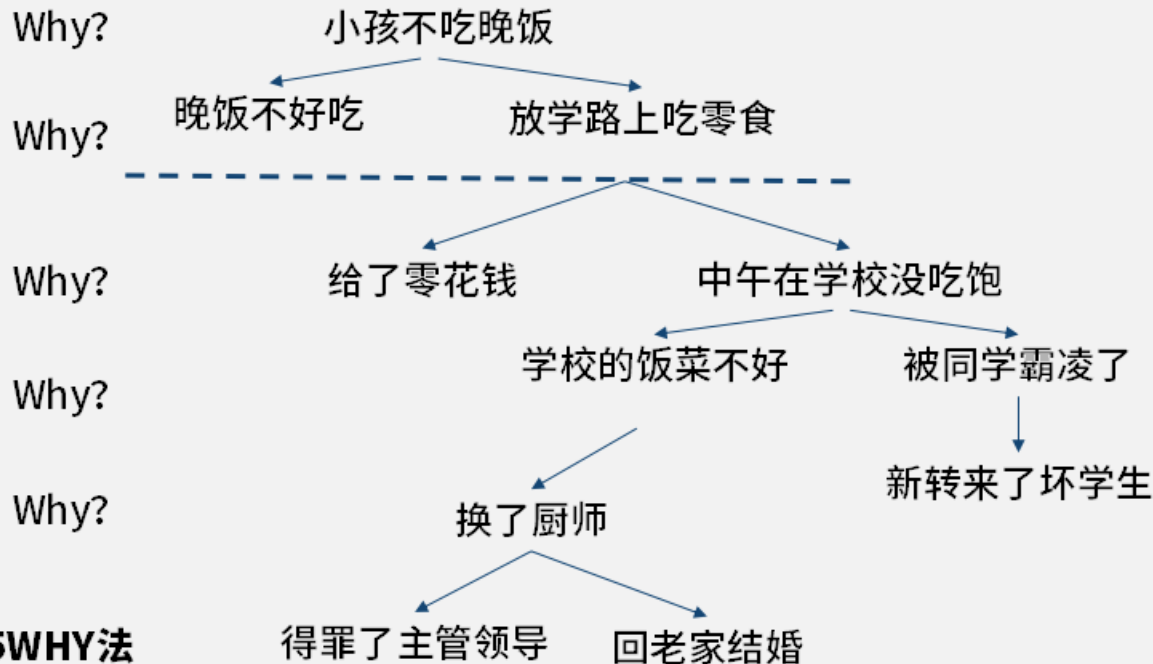 Why? 小孩不吃晚饭
晚饭不好吃 放学路上吃零食
Why?
Why? 给了零花钱 中午在学校没吃饱
学校的饭菜不好 被同学霸凌了
Why?
新转来了坏学生
Why? 换了厨师
5WHY法 得罪了主管领导 回老家结婚